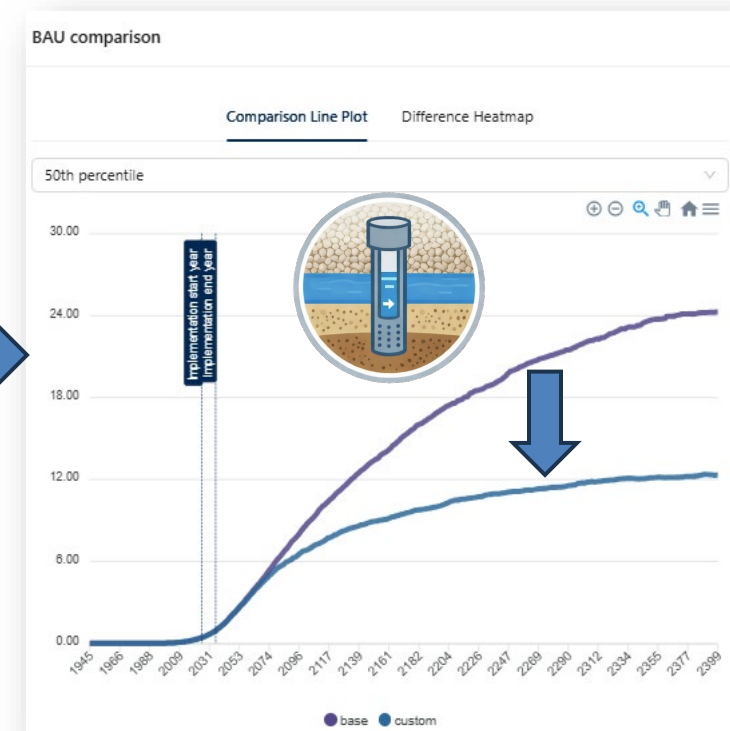 BAU comparison
Comparison Line Plot Difference Heatmap
50th percentile
30.00
24.00
18.00
12.00
6.00
0.00
Implementation start year
Implementation end year
1945 1966 1988 2009 2031 2053 2074 2096 2117 2139 2161 2182 2204 2226 2247 2269 2290 2312 2334 2355 2377 2399
base custom